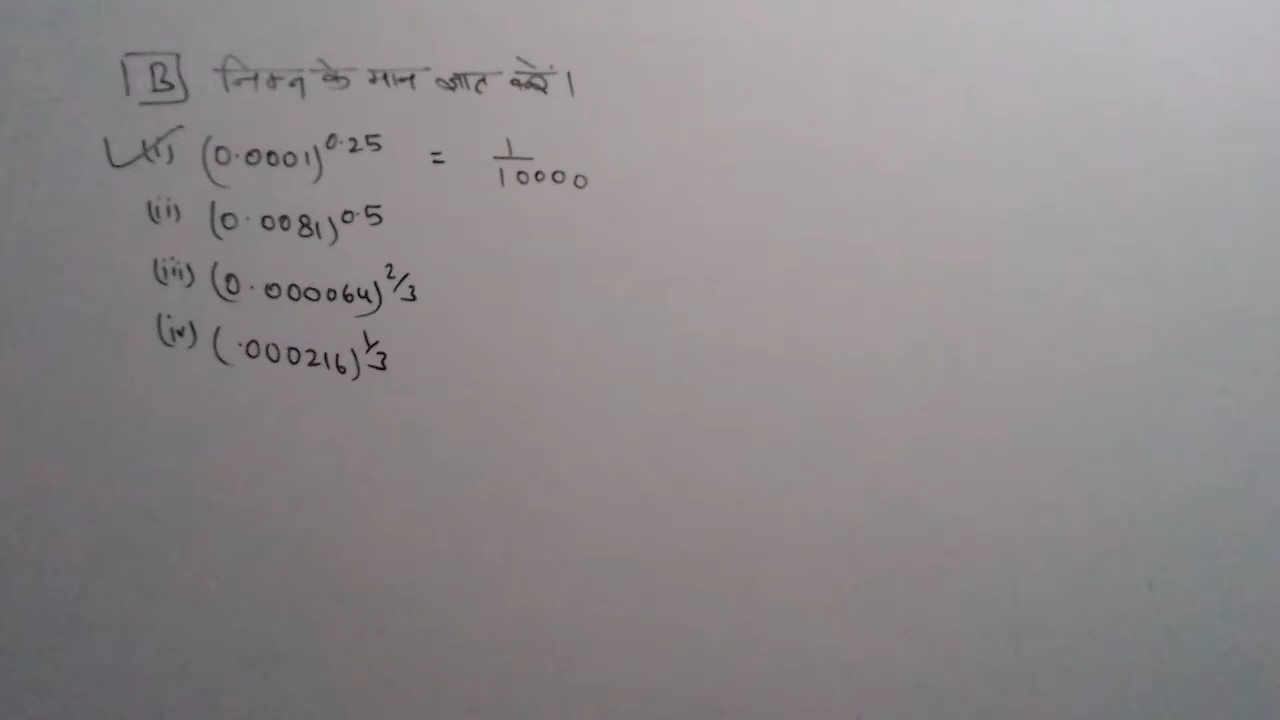 B निम्न के मान ज्ञात करें।
(i) (0.0001)^0.25 = 1/10000
(ii) (0.0081)^0.5
(iii) (0.000064)^2/3
(iv) (.000216)^1/3